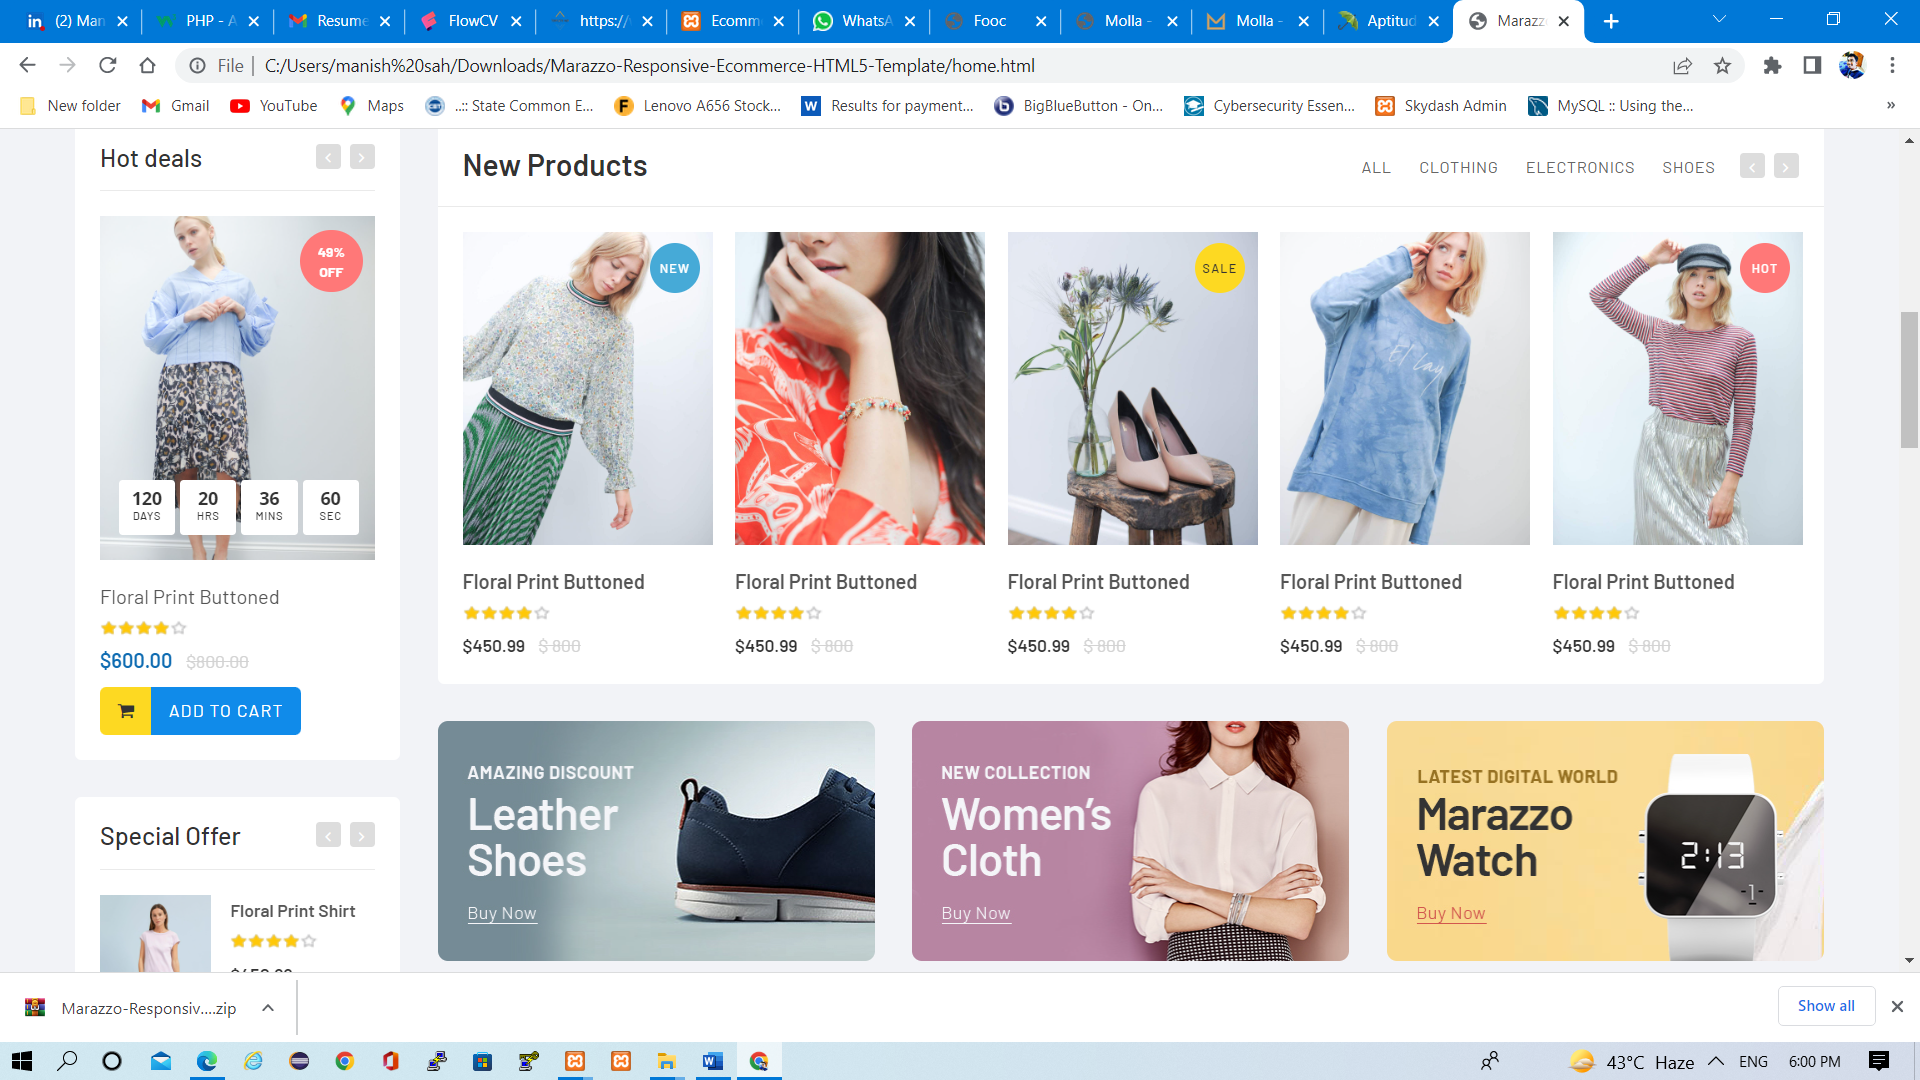 (2) Man
PHP - A
Resume
FlowCV
https://
Ecomm
WhatsA
Fooc
Molla -
Molla -
Aptitud
Marazz
File
C:/Users/manish%20sah/Downloads/Marazzo-Responsive-Ecommerce-HTML5-Template/home.html
New folder
Gmail
YouTube
Maps
..:: State Common E...
Lenovo A656 Stock...
Results for payment...
BigBlueButton - On...
Cybersecurity Essen...
Skydash Admin
MySQL :: Using the...
»
Hot deals
49%
OFF
120
DAYS
20
HRS
36
MINS
60
SEC
Floral Print Buttoned
$600.00 $800.00
ADD TO CART
Special Offer
Floral Print Shirt
New Products
ALL CLOTHING ELECTRONICS SHOES
NEW
SALE
HOT
Floral Print Buttoned
$450.99 $ 800
Floral Print Buttoned
$450.99 $ 800
Floral Print Buttoned
$450.99 $ 800
Floral Print Buttoned
$450.99 $ 800
Floral Print Buttoned
$450.99 $ 800
AMAZING DISCOUNT
Leather
Shoes
Buy Now
NEW COLLECTION
Women's
Cloth
Buy Now
LATEST DIGITAL WORLD
Marazzo
Watch
Buy Now
2:13
-1-
Marazzo-Responsiv....zip
Show all
43°C Haze
ENG
6:00 PM